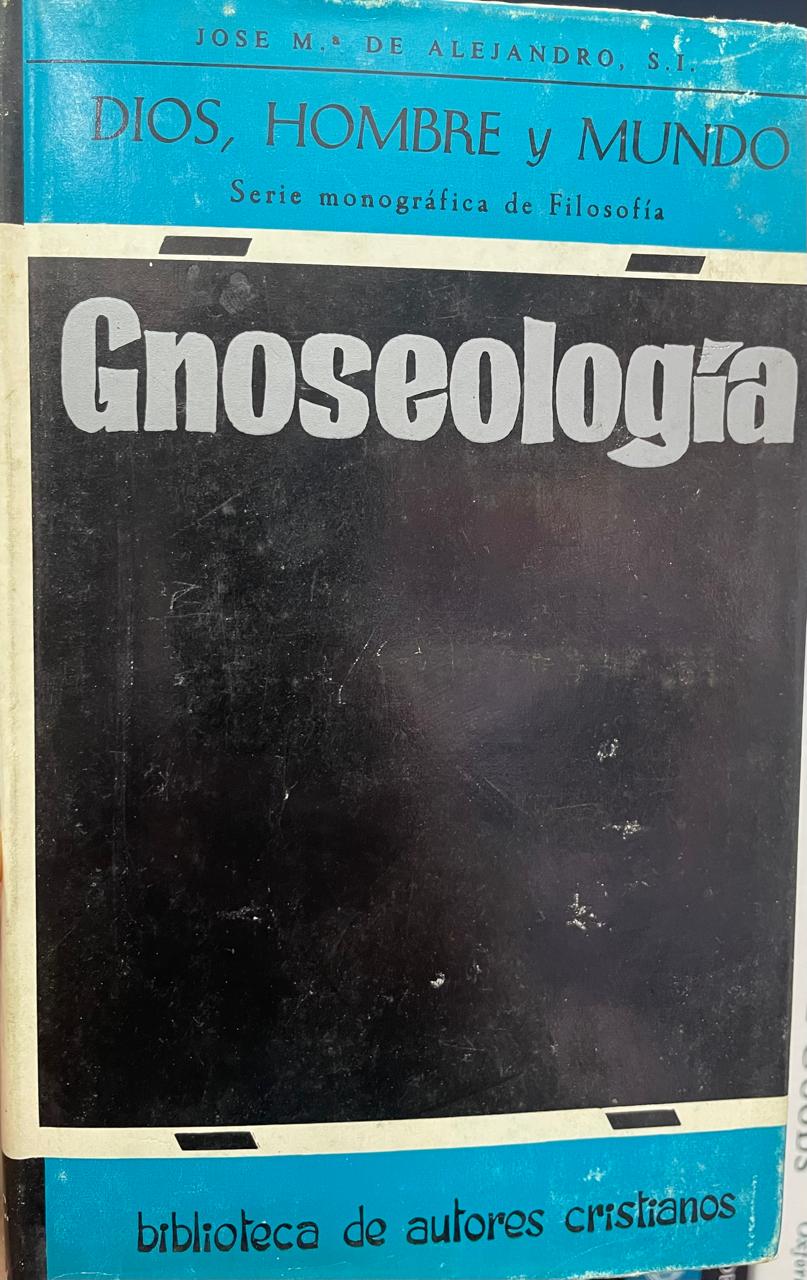 JOSE M.ª DE ALEJANDRO, S.I.
DIOS, HOMBRE y MUNDO
Serie monográfica de Filosofía
Gnoseología
biblioteca de autores cristianos